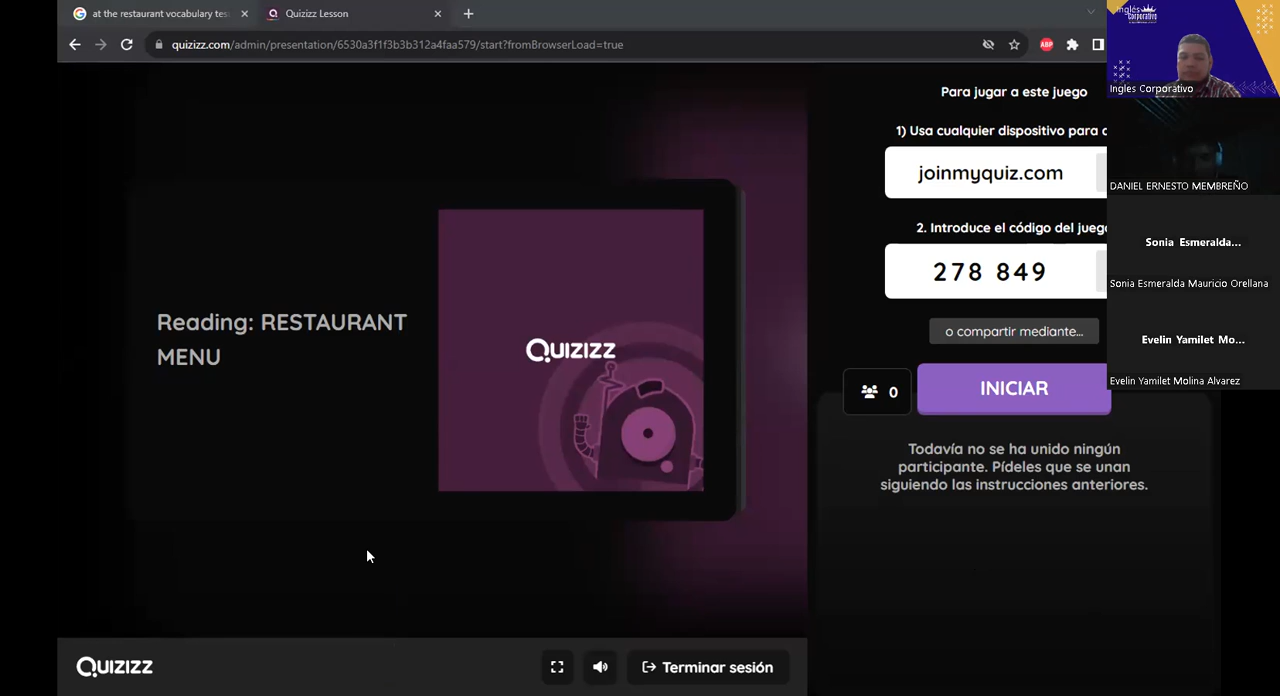 at the restaurant vocabulary tes
Quizizz Lesson
quizizz.com/admin/presentation/6530a3f1f3b3b312a4faa579/start?fromBrowserLoad=true
ABP
Reading: RESTAURANT
MENU
QUIZIZZ
Para jugar a este juego
1) Usa cualquier dispositivo para c
joinmyquiz.com
2. Introduce el código del jueg
278 849
o compartir mediante...
0
INICIAR
Todavía no se ha unido ningún
participante. Pídeles que se unan
siguiendo las instrucciones anteriores.
QUIZIZZ
Terminar sesión
Inglés
Corporativo
Ingles Corporativo
DANIEL ERNESTO MEMBREÑO
Sonia Esmeralda...
Sonia Esmeralda Mauricio Orellana
Evelin Yamilet Mo...
Evelin Yamilet Molina Alvarez